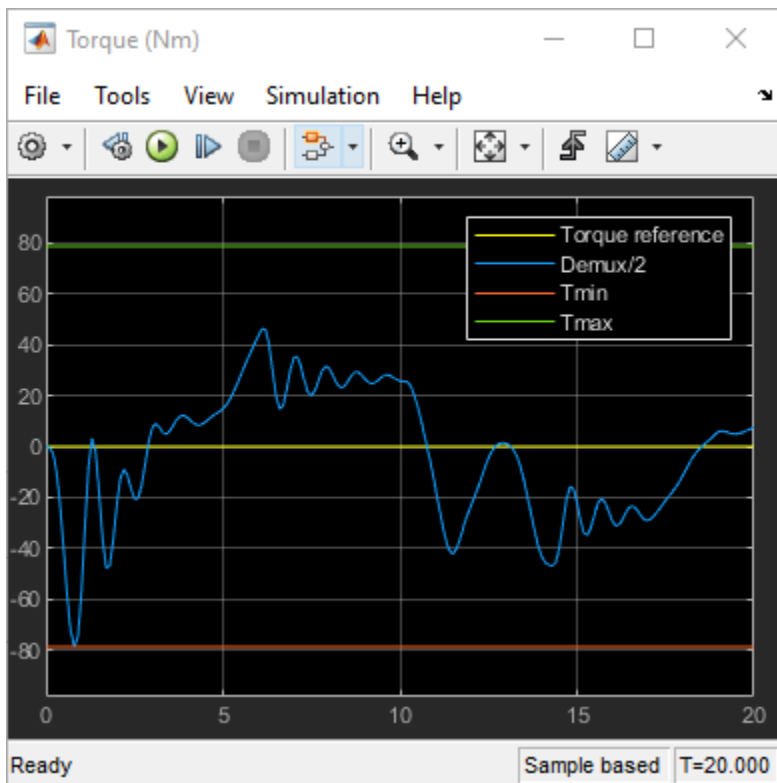 Torque (Nm)
File Tools View Simulation Help
80
60
40
20
0
-20
-40
-60
-80
Torque reference
Demux/2
Tmin
Tmax
0 5 10 15 20
Ready Sample based T=20.000